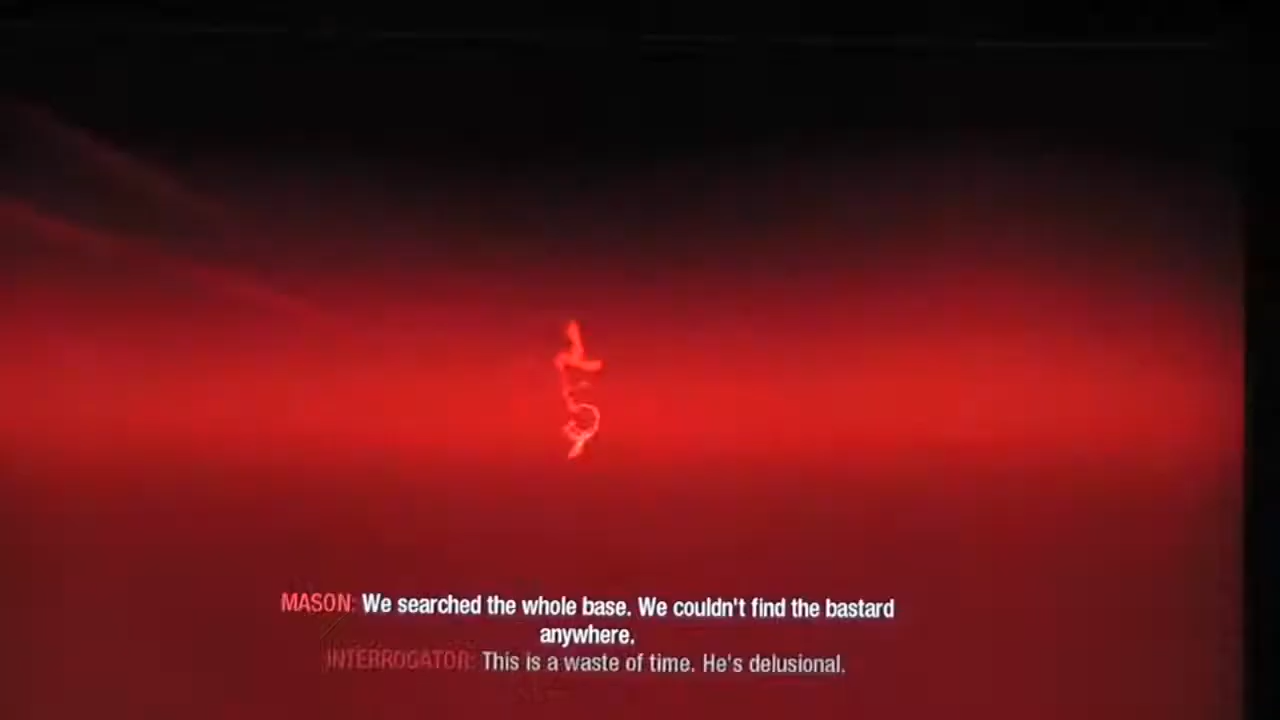 MASON: We searched the whole base. We couldn't find the bastard
anywhere.
INTERROGATOR: This is a waste of time. He's delusional.